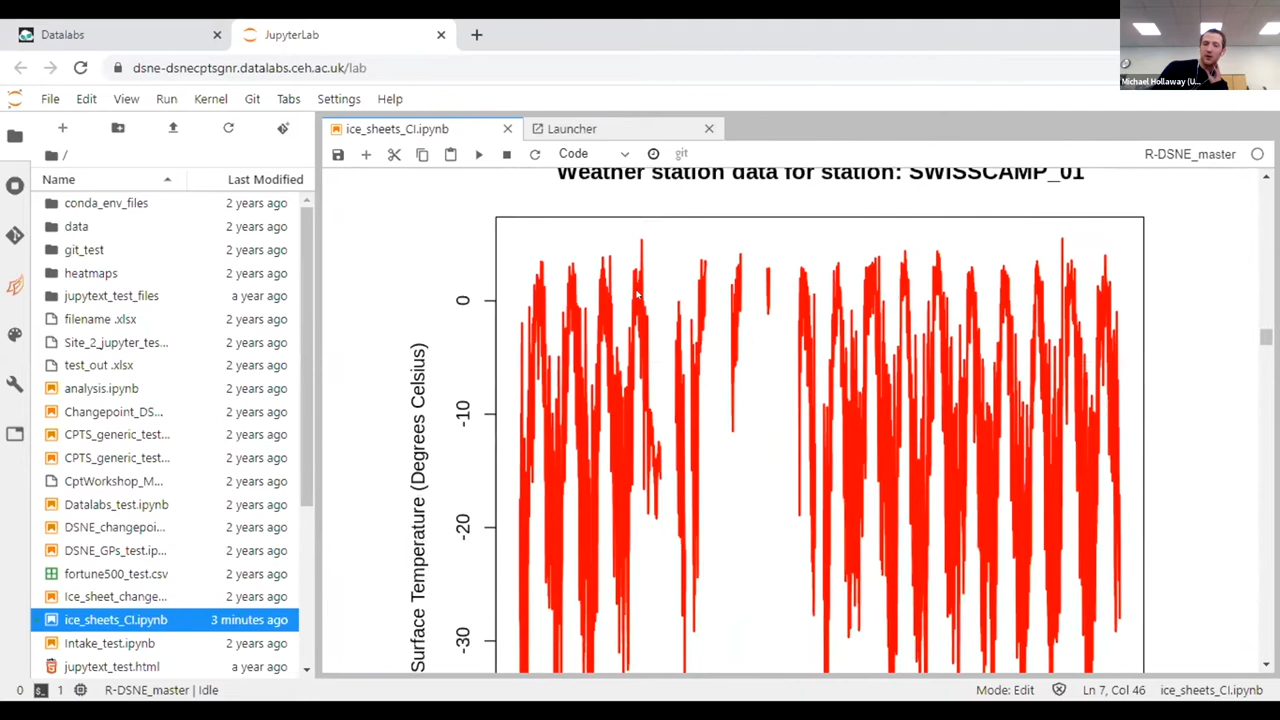 Datalabs
JupyterLab
dsne-dsnecptsgnr.datalabs.ceh.ac.uk/lab
Michael Hollaway (U...
File Edit View Run Kernel Git Tabs Settings Help
ice_sheets_CI.ipynb
Launcher
Code
git
R-DSNE_master
/
Name Last Modified
conda_env_files 2 years ago
data 2 years ago
git_test 2 years ago
heatmaps 2 years ago
jupytext_test_files a year ago
filename .xlsx 2 years ago
Site_2_jupyter_tes... 2 years ago
test_out .xlsx 2 years ago
analysis.ipynb 2 years ago
Changepoint_DS... 2 years ago
CPTS_generic_test... 2 years ago
CPTS_generic_test... 2 years ago
CptWorkshop_M... 2 years ago
Datalabs_test.ipynb 2 years ago
DSNE_changepoi... 2 years ago
DSNE_GPs_test.ip... 2 years ago
fortune500_test.csv 2 years ago
Ice_sheet_change... 2 years ago
ice_sheets_CI.ipynb 3 minutes ago
Intake_test.ipynb 2 years ago
jupytext_test.html a year ago
Weather station data for station: SWISSCAMP_01
Surface Temperature (Degrees Celsius)
0
-10
-20
-30
0 1 R-DSNE_master | Idle
Mode: Edit Ln 7, Col 46 ice_sheets_CI.ipynb